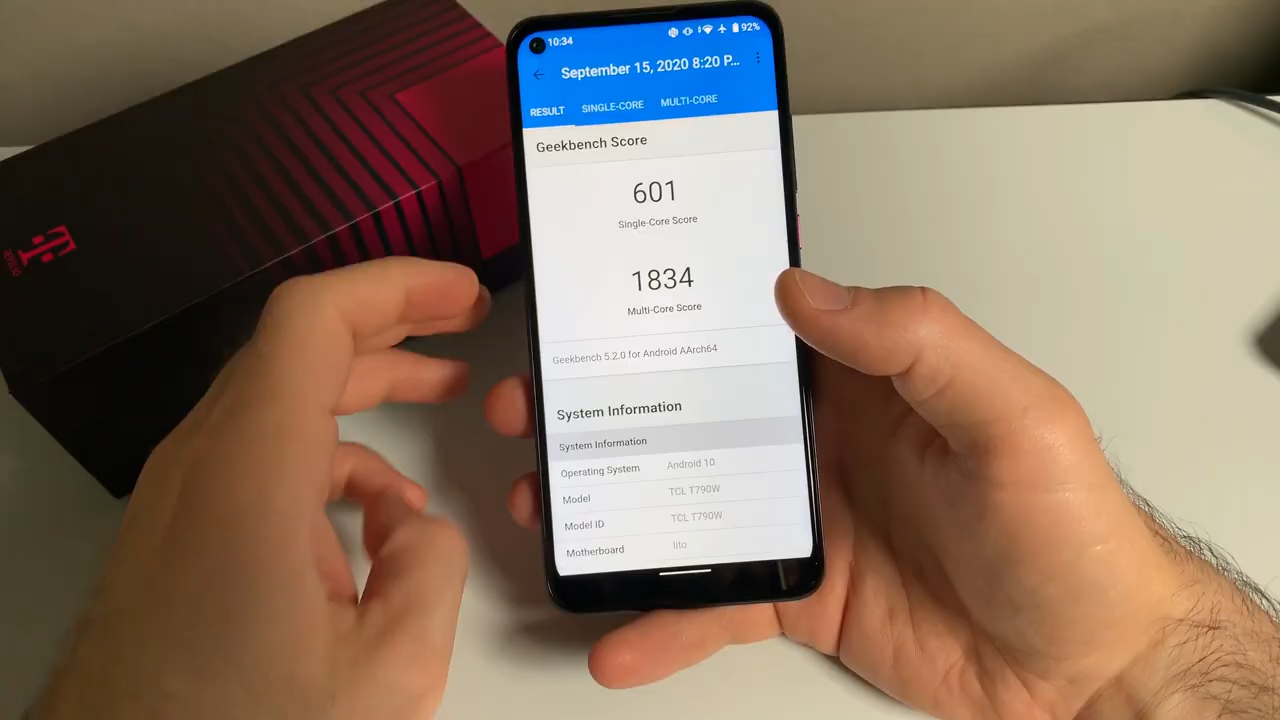 10:34
92%
September 15, 2020 8:20 P...
RESULT
SINGLE-CORE
MULTI-CORE
Geekbench Score
601
Single-Core Score
1834
Multi-Core Score
Geekbench 5.2.0 for Android AArch64
System Information
System Information
Operating System Android 10
Model TCL T790W
Model ID TCL T790W
Motherboard lito
T
REVVL 5G